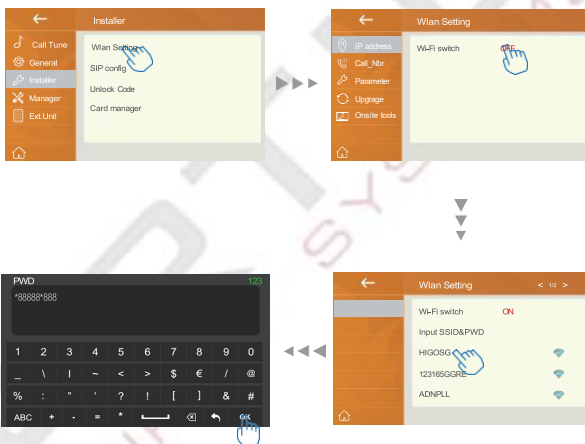 Installer
Call Tune
General
Installer
Manager
Ext.Unit
Wlan Setting
SIP config
Unlock Code
Card manager
Wlan Setting
IP address
Call_Nbr
Parameter
Upgrage
Onsite tools
Wi-Fi switch OFF
Wlan Setting < 1/2 >
Wi-Fi switch ON
Input SSID&PWD
HIGOSG
123165GGRE
ADNPLL
PWD 123
*88888*888
1 2 3 4 5 6 7 8 9 0
_ \ | ~ < > $ € / @
% : " ' ? ! [ ] & #
ABC + - = * OK